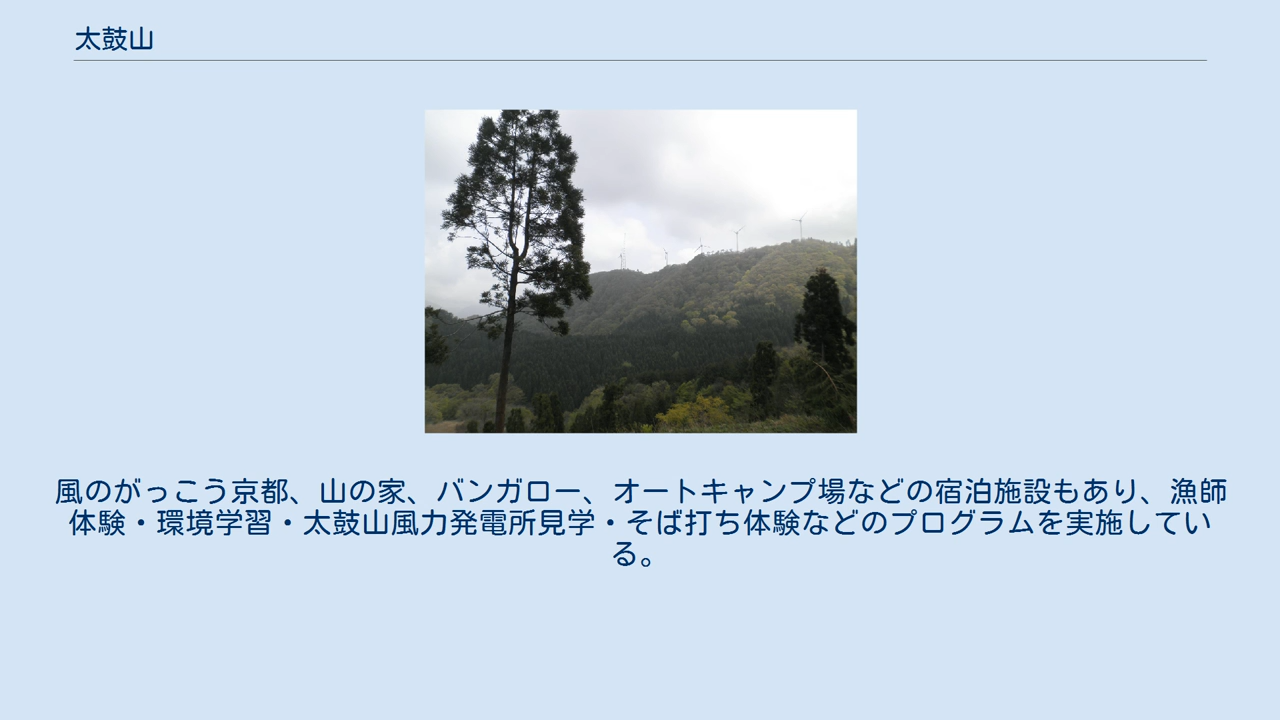 太鼓山
風のがっこう京都、山の家、バンガロー、オートキャンプ場などの宿泊施設もあり、漁師
体験・環境学習・太鼓山風力発電所見学・そば打ち体験などのプログラムを実施してい
る。